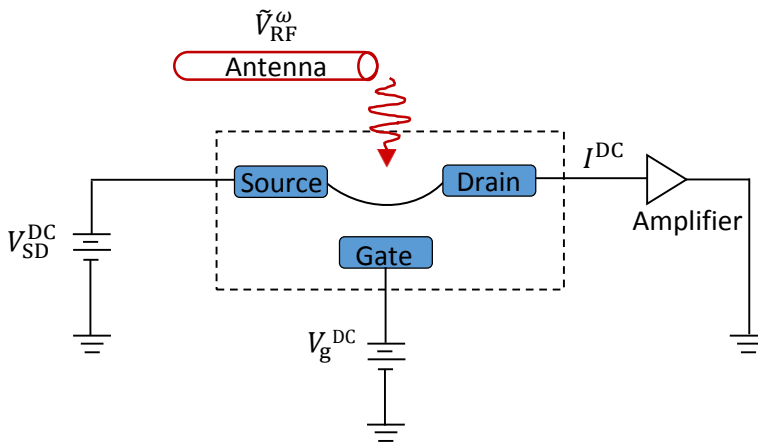 Ṽ_RF^ω
Antenna
Source
Drain
I^DC
Amplifier
V_SD^DC
Gate
V_g^DC